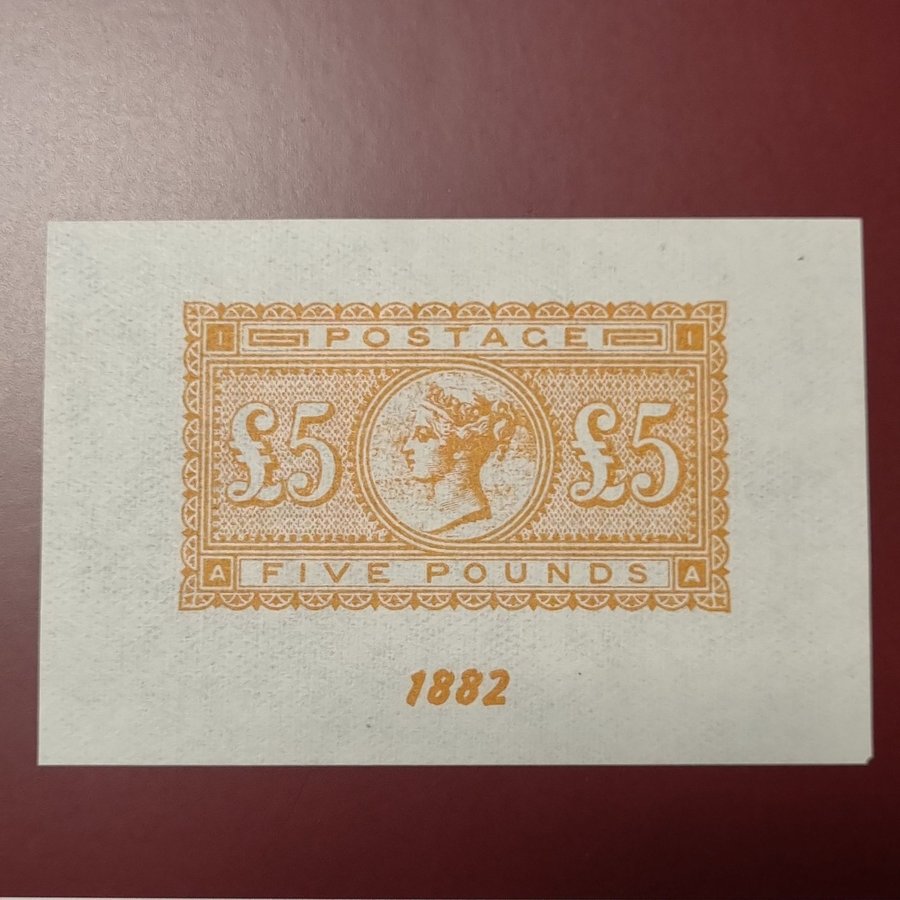 I POSTAGE I
£5 £5
A FIVE POUNDS A
1882